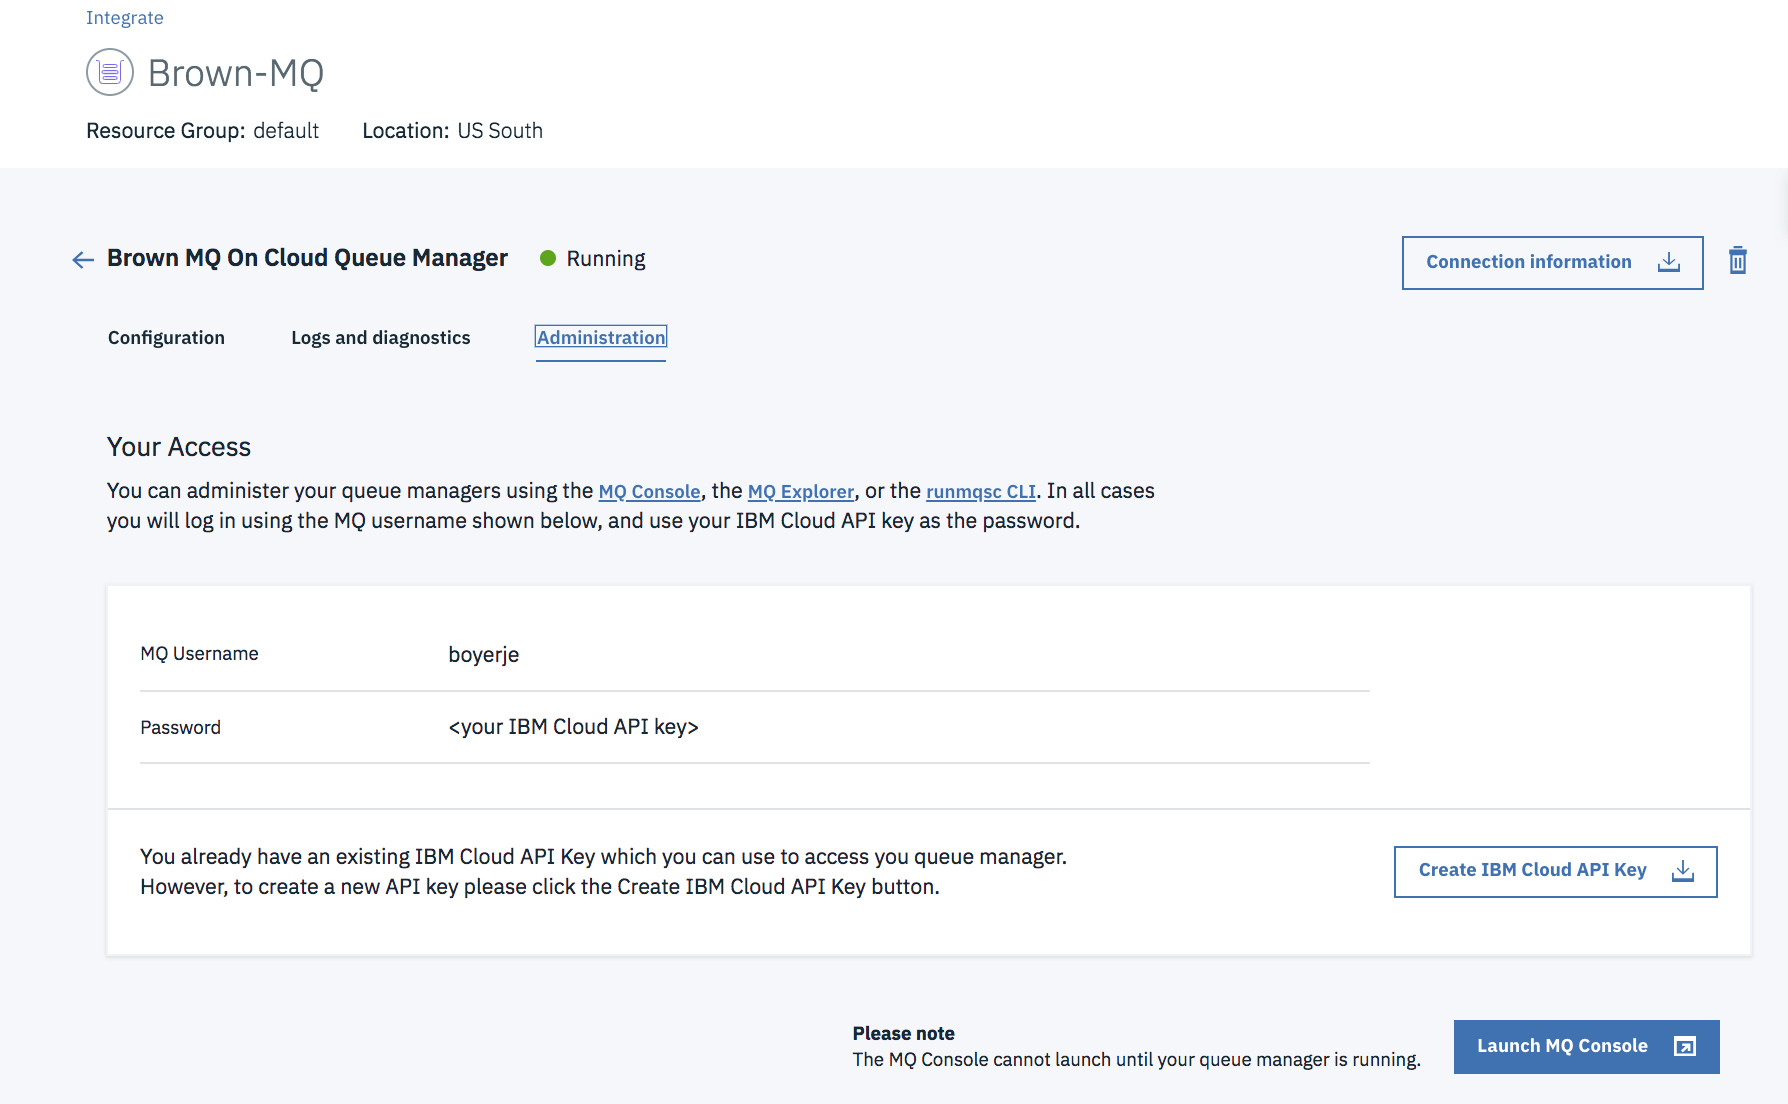 Integrate
Brown-MQ
Resource Group: default Location: US South
Brown MQ On Cloud Queue Manager Running Connection information
Configuration Logs and diagnostics Administration
Your Access
You can administer your queue managers using the MQ Console, the MQ Explorer, or the runmqsc CLI. In all cases
you will log in using the MQ username shown below, and use your IBM Cloud API key as the password.
MQ Username boyerje
Password <your IBM Cloud API key>
You already have an existing IBM Cloud API Key which you can use to access you queue manager.
However, to create a new API key please click the Create IBM Cloud API Key button.
Create IBM Cloud API Key
Please note
The MQ Console cannot launch until your queue manager is running.
Launch MQ Console